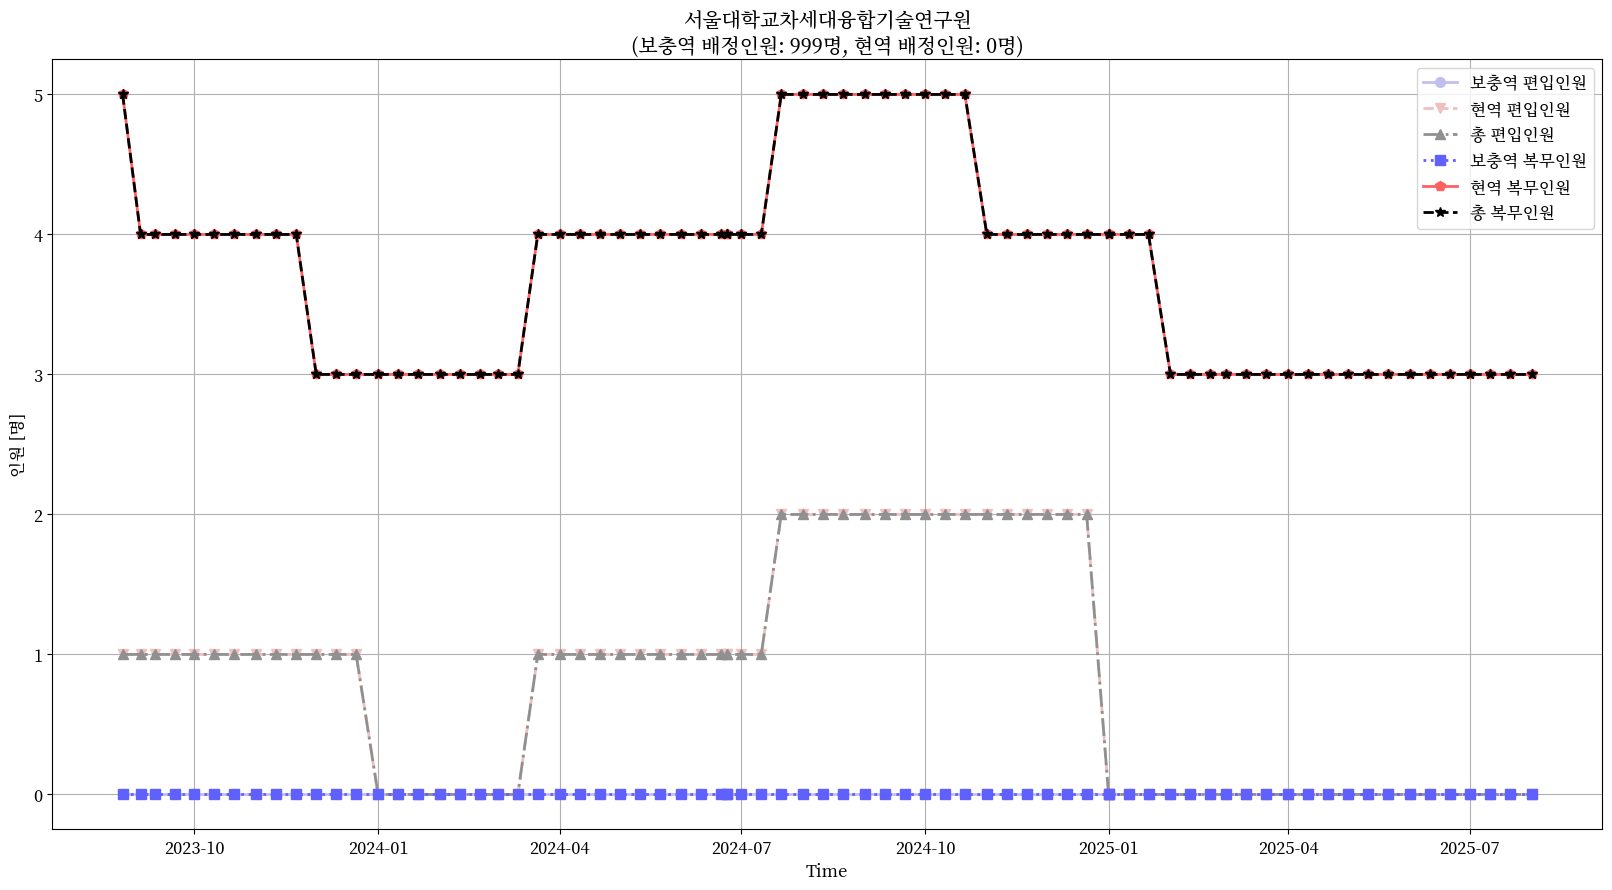 서울대학교차세대융합기술연구원
(보충역 배정인원: 999명, 현역 배정인원: 0명)
보충역 편입인원
현역 편입인원
총 편입인원
보충역 복무인원
현역 복무인원
총 복무인원
5
4
3
2
1
0
인원 [명]
2023-10
2024-01
2024-04
2024-07
2024-10
2025-01
2025-04
2025-07
Time